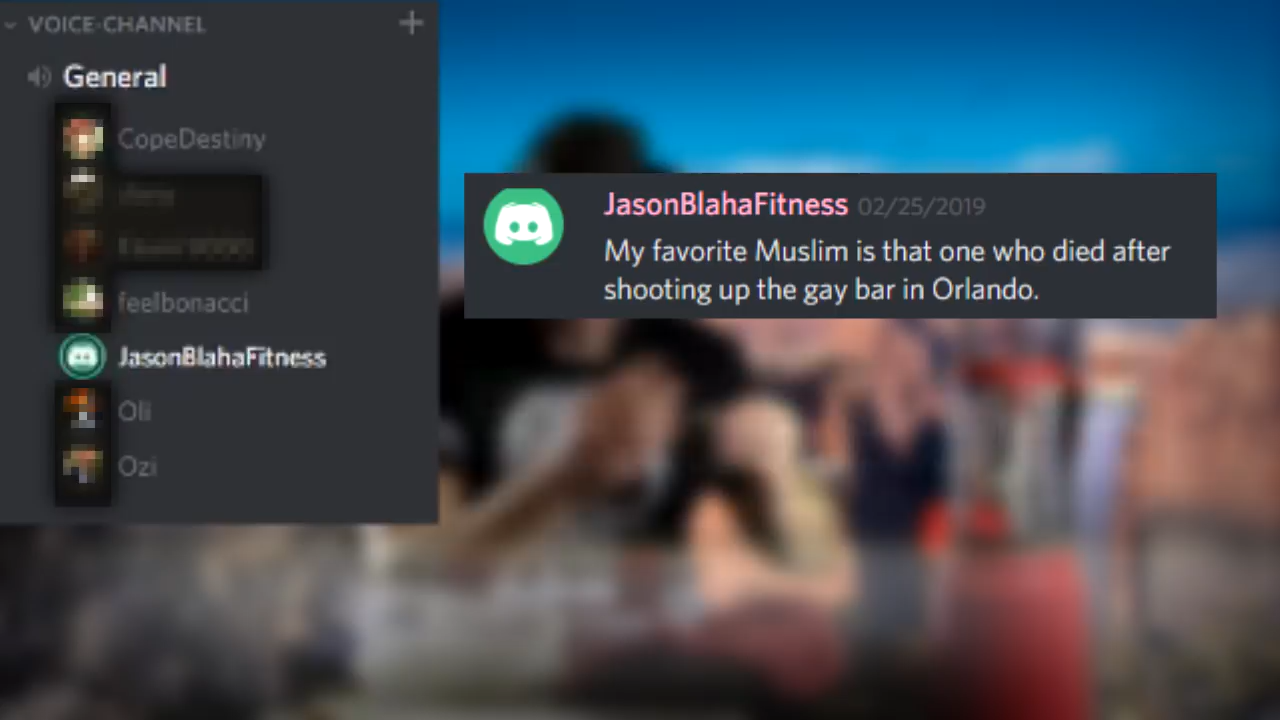 VOICE-CHANNEL
General
CopeDestiny
feelbonacci
JasonBlahaFitness
Oli
Ozi
JasonBlahaFitness 02/25/2019
My favorite Muslim is that one who died after
shooting up the gay bar in Orlando.